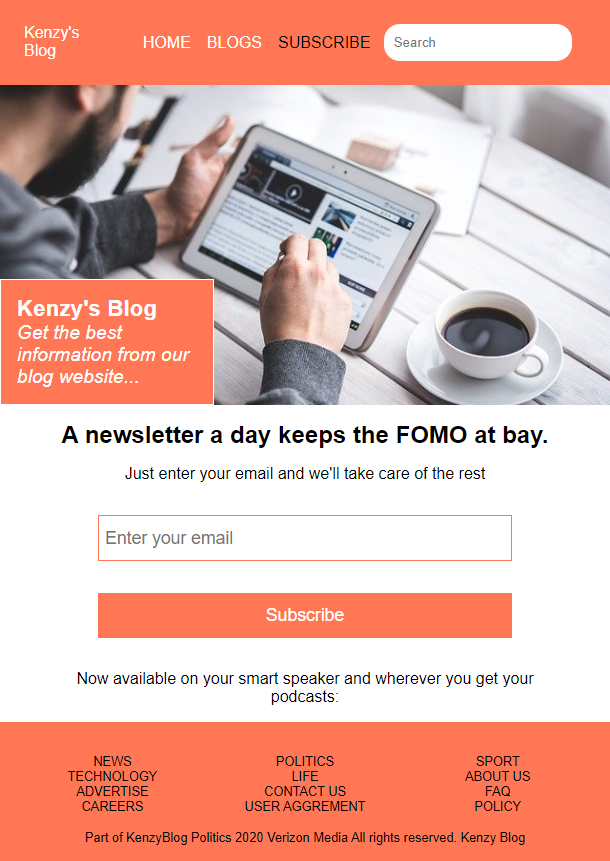 Kenzy's
Blog
HOME BLOGS SUBSCRIBE Search
Kenzy's Blog
Get the best
information from our
blog website...
A newsletter a day keeps the FOMO at bay.
Just enter your email and we'll take care of the rest
Enter your email
Subscribe
Now available on your smart speaker and wherever you get your
podcasts:
NEWS POLITICS SPORT
TECHNOLOGY LIFE ABOUT US
ADVERTISE CONTACT US FAQ
CAREERS USER AGGREMENT POLICY
Part of KenzyBlog Politics 2020 Verizon Media All rights reserved. Kenzy Blog